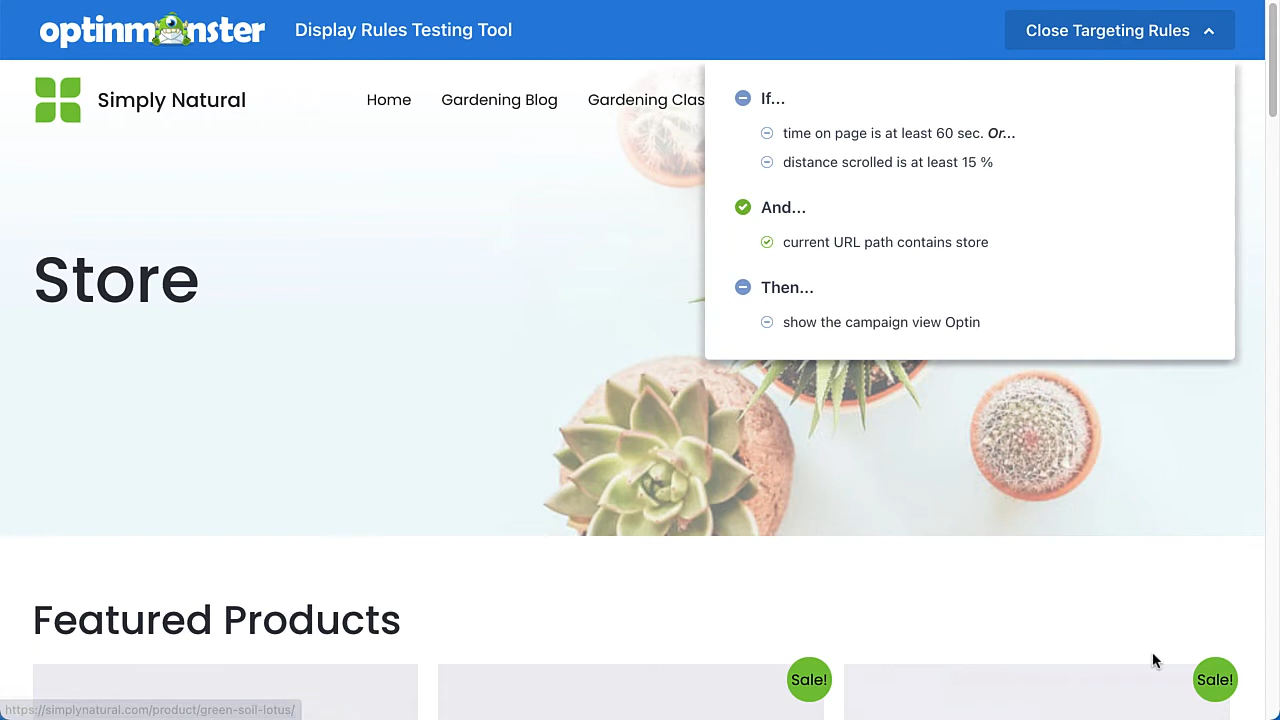 optinmonster
Display Rules Testing Tool
Close Targeting Rules
Simply Natural
Home
Gardening Blog
Gardening Clas
If...
time on page is at least 60 sec. Or...
distance scrolled is at least 15 %
And...
current URL path contains store
Then...
show the campaign view Optin
Store
Featured Products
Sale!
Sale!
https://simplynatural.com/product/green-soil-lotus/